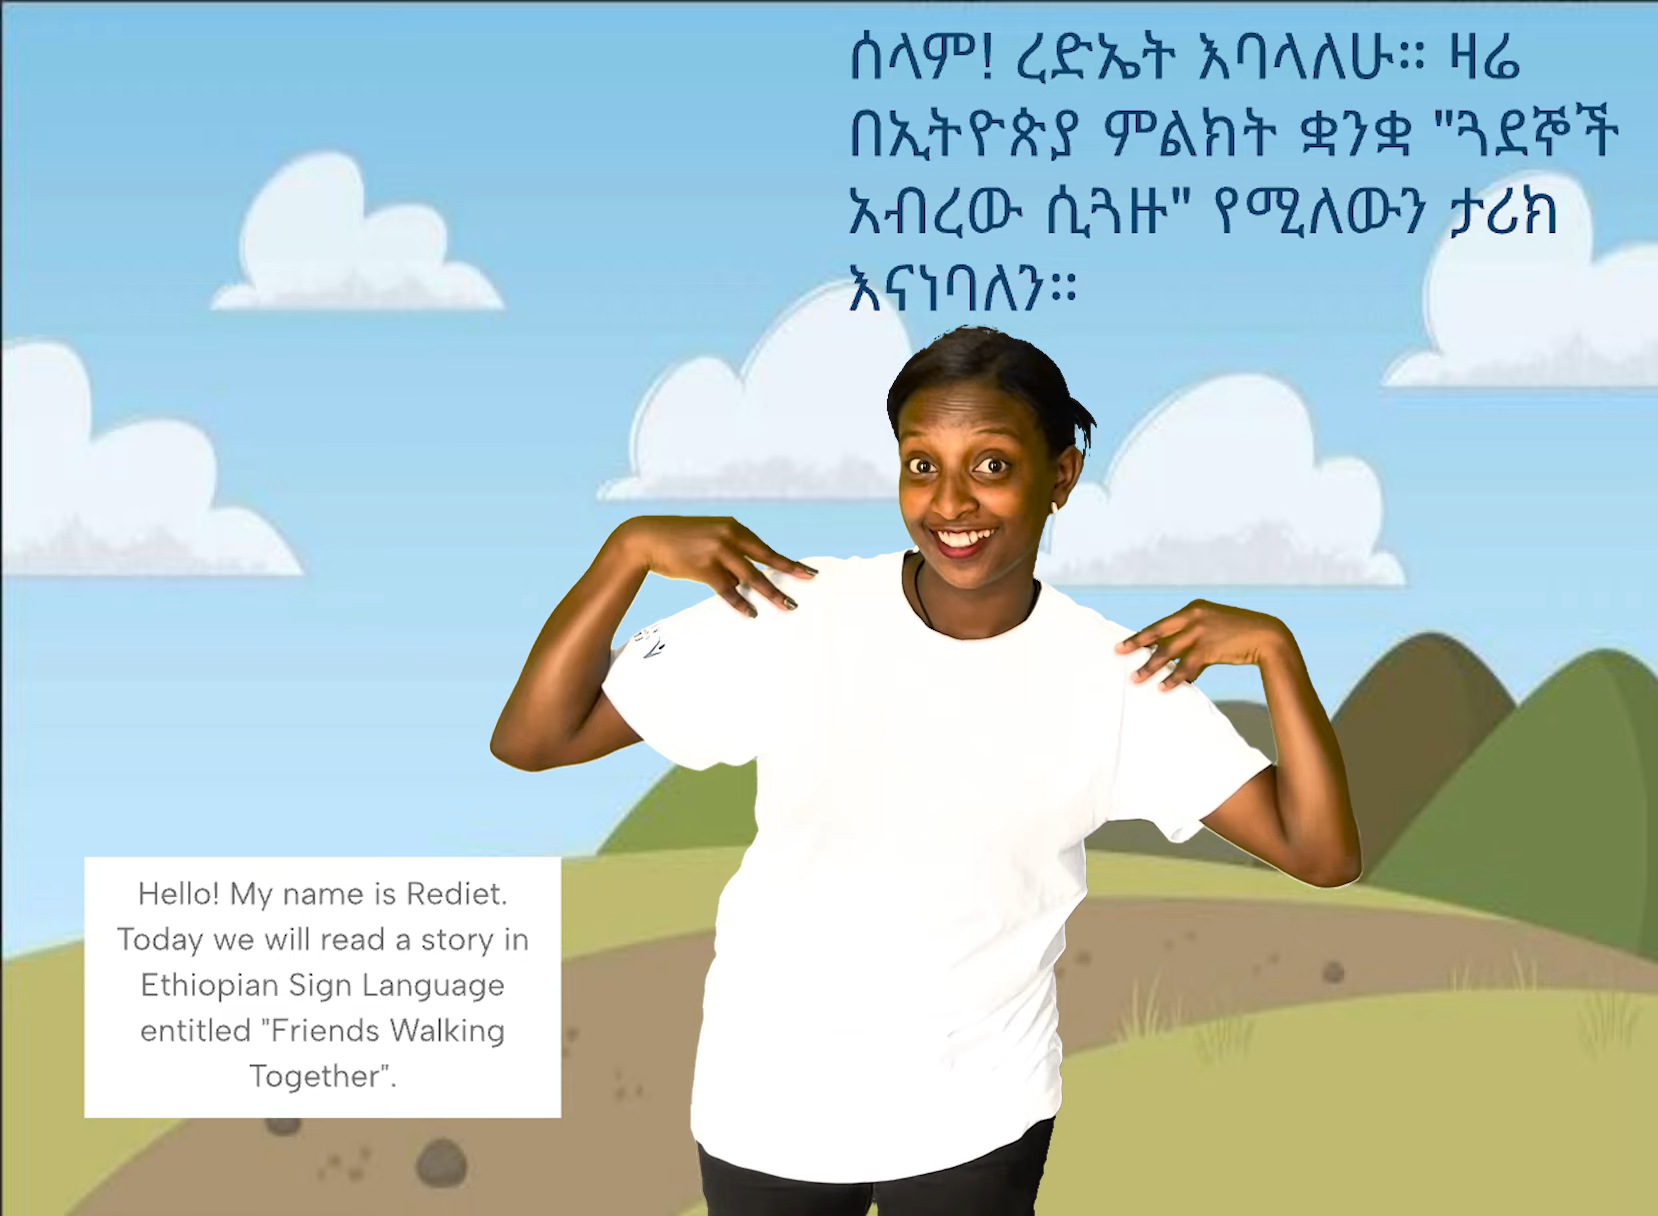 ሰላም! ረድኤት እባላለሁ። ዛሬ
በኢትዮጵያ ምልክት ቋንቋ "ጓደኞች
አብረው ሲጓዙ" የሚለውን ታሪክ
እናነባለን።
Hello! My name is Rediet.
Today we will read a story in
Ethiopian Sign Language
entitled "Friends Walking
Together".